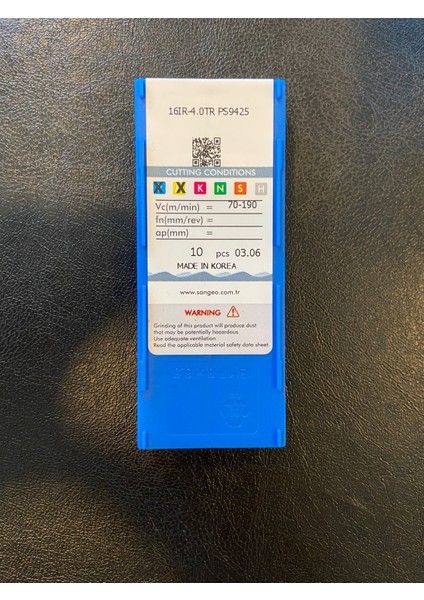 16IR-4.0TR PS9425
CUTTING CONDITIONS
X X K N S H
Vc(m/min) = 70-190
fn(mm/rev) =
ap(mm) =
10 pcs 03.06
MADE IN KOREA
www.sangeo.com.tr
WARNING
Grinding of this product will produce dust
that may be potentially hazardous.
Use adequate ventilation.
Read the applicable material safety data sheet.